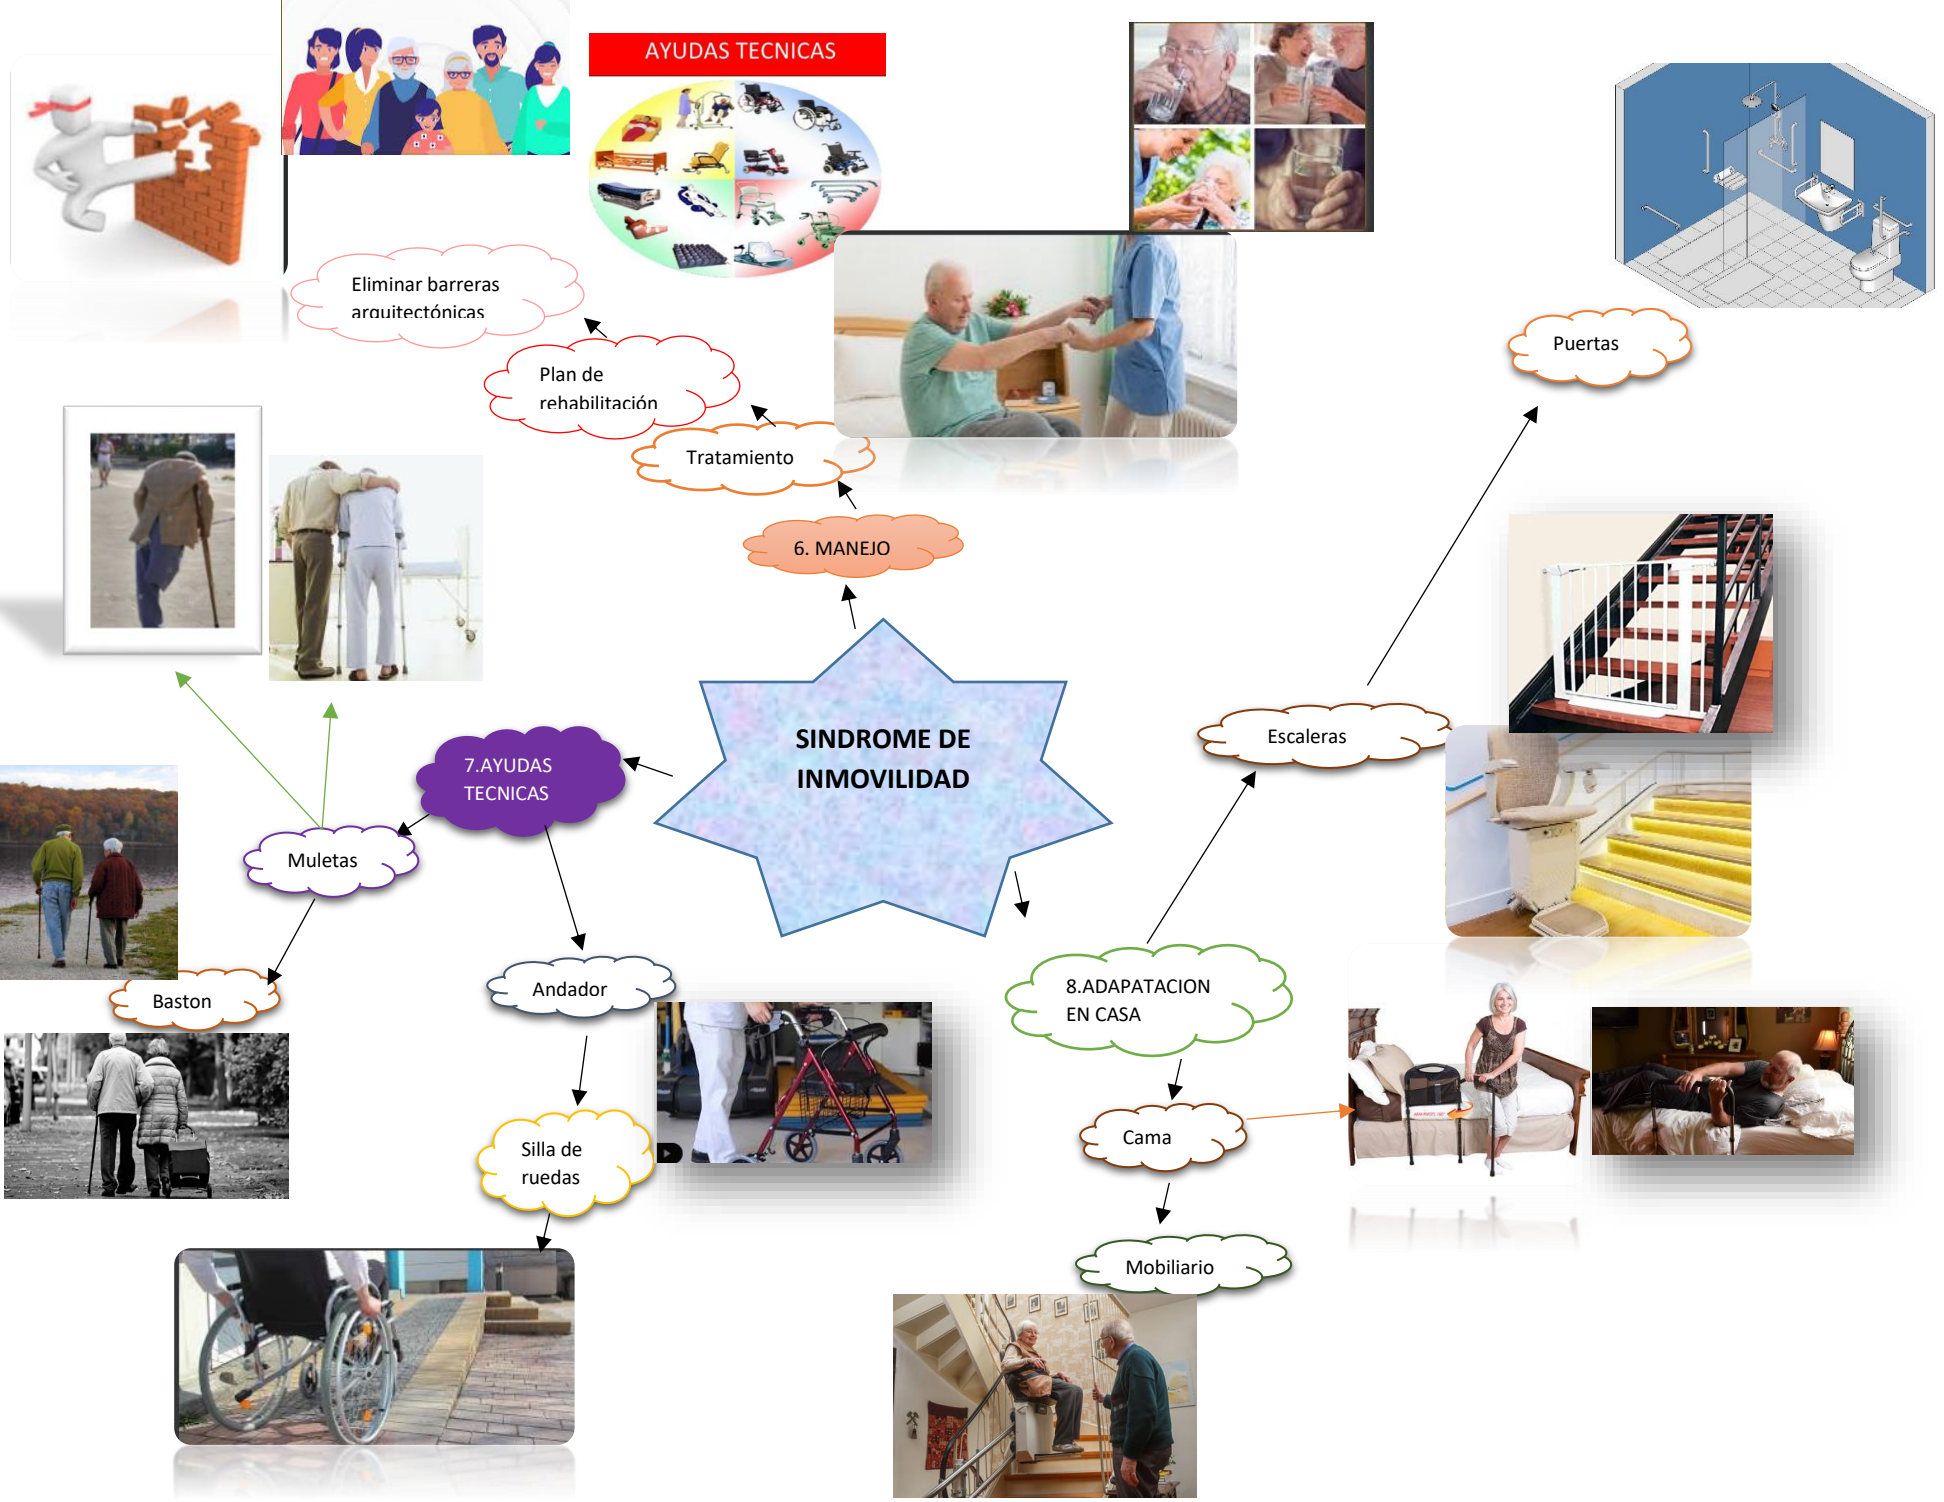 AYUDAS TECNICAS
Eliminar barreras
arquitectónicas
Plan de
rehabilitación
Tratamiento
6. MANEJO
Puertas
SINDROME DE
INMOVILIDAD
Escaleras
7.AYUDAS
TECNICAS
Muletas
Baston
Andador
Silla de
ruedas
8.ADAPATACION
EN CASA
Cama
Mobiliario